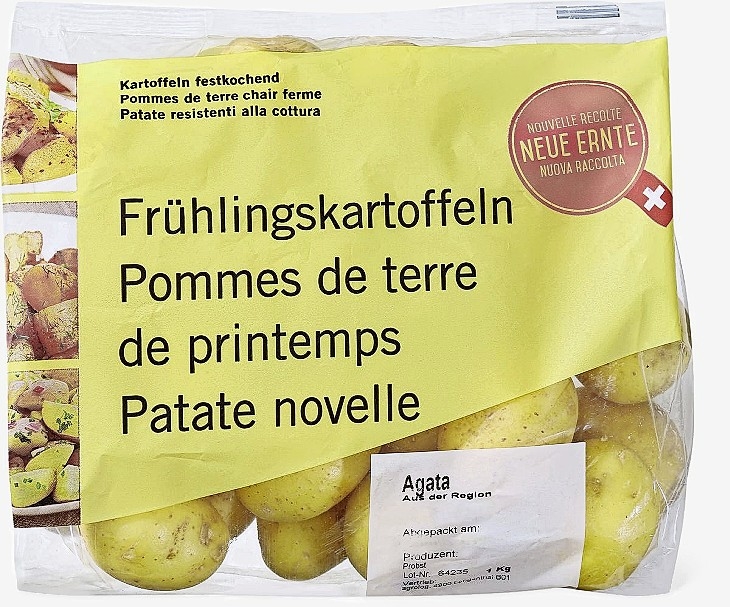 Kartoffeln festkochend
Pommes de terre chair ferme
Patate resistenti alla cottura
NOUVELLE RECOLTE
NEUE ERNTE
NUOVA RACCOLTA
Frühlingskartoffeln
Pommes de terre
de printemps
Patate novelle
Agata
Aus der Region
Abgepackt am:
Produzent:
Probst
Lot-Nr: 64235 1 Kg
Vertrieb: